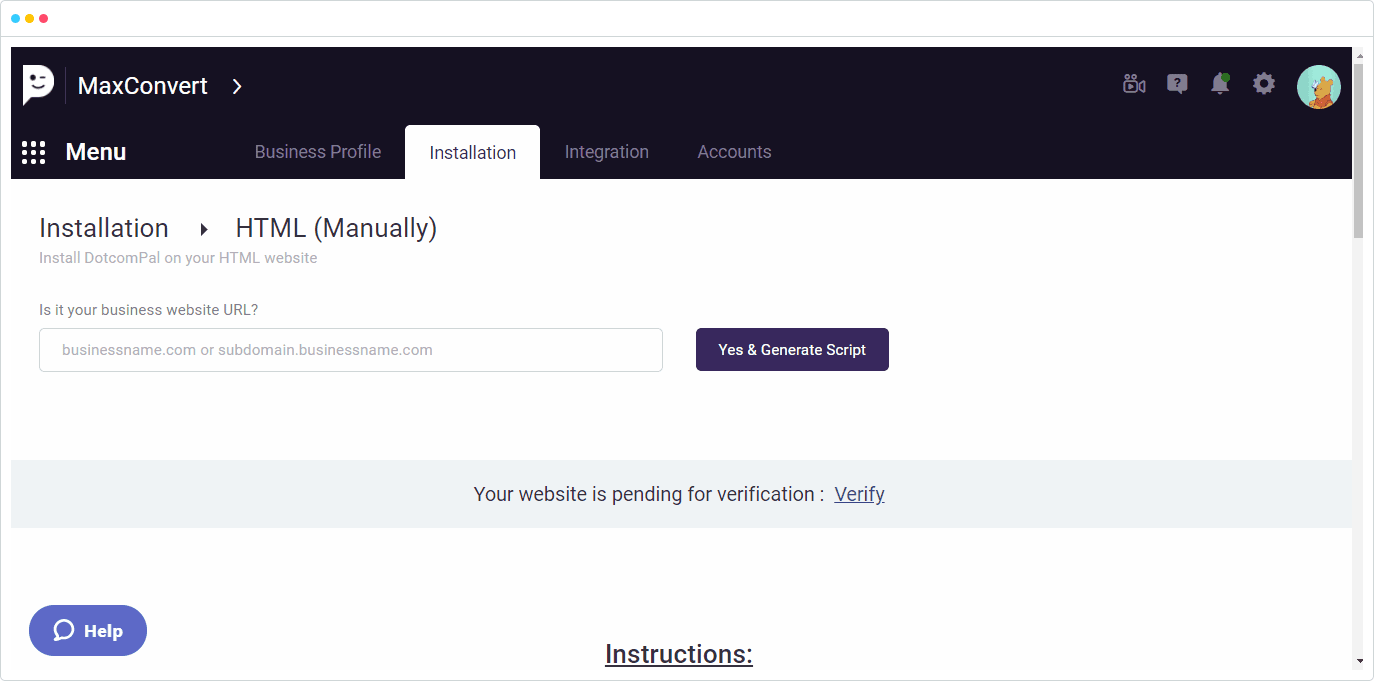 MaxConvert
Menu
Business Profile
Installation
Integration
Accounts
Installation
HTML (Manually)
Install DotcomPal on your HTML website
Is it your business website URL?
businessname.com or subdomain.businessname.com
Yes & Generate Script
Your website is pending for verification : Verify
Help
Instructions: